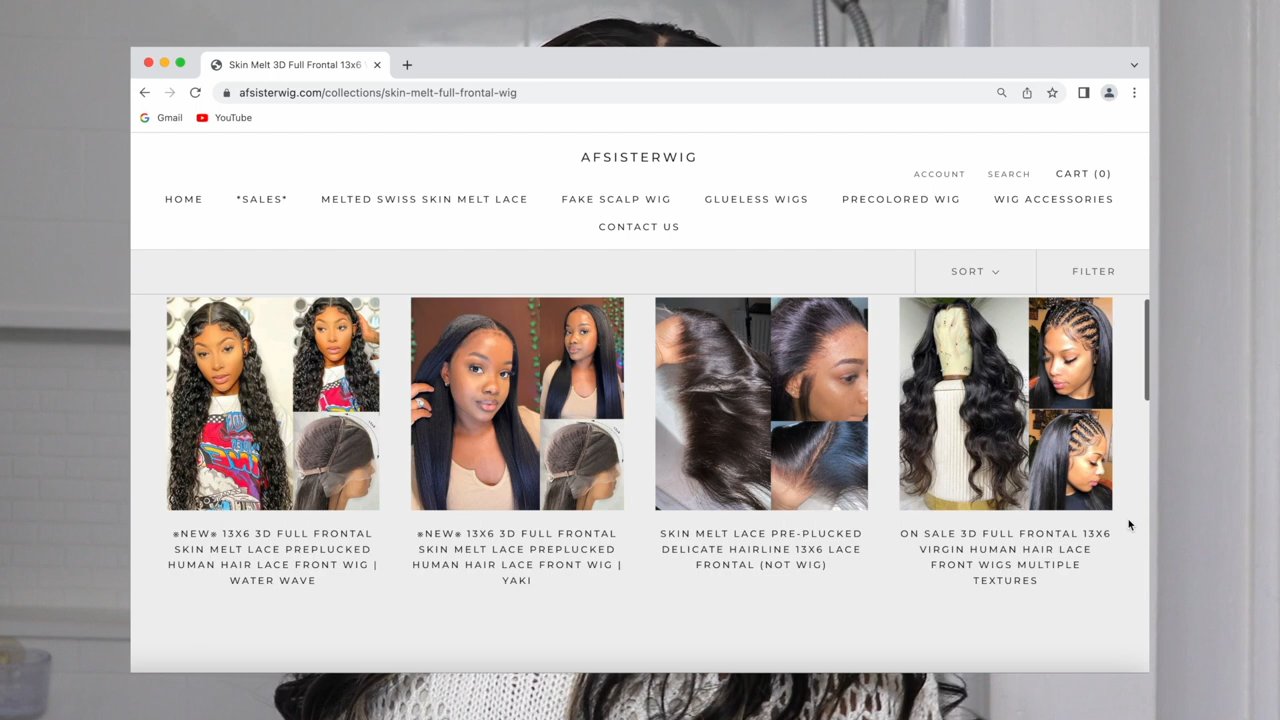 Skin Melt 3D Full Frontal 13x6
afsisterwig.com/collections/skin-melt-full-frontal-wig
Gmail YouTube
AFSISTERWIG
ACCOUNT SEARCH CART (0)
HOME *SALES* MELTED SWISS SKIN MELT LACE FAKE SCALP WIG GLUELESS WIGS PRECOLORED WIG WIG ACCESSORIES
CONTACT US
SORT FILTER
※NEW※ 13X6 3D FULL FRONTAL
SKIN MELT LACE PREPLUCKED
HUMAN HAIR LACE FRONT WIG |
WATER WAVE
※NEW※ 13X6 3D FULL FRONTAL
SKIN MELT LACE PREPLUCKED
HUMAN HAIR LACE FRONT WIG |
YAKI
SKIN MELT LACE PRE-PLUCKED
DELICATE HAIRLINE 13X6 LACE
FRONTAL (NOT WIG)
ON SALE 3D FULL FRONTAL 13X6
VIRGIN HUMAN HAIR LACE
FRONT WIGS MULTIPLE
TEXTURES